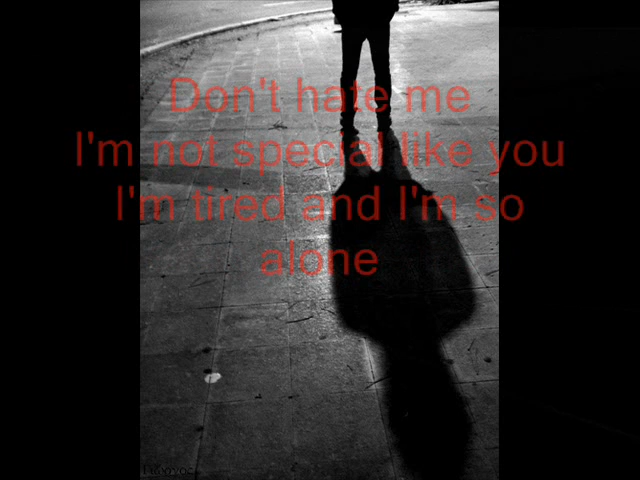 Don't hate me
I'm not special like you
I'm tired and I'm so
alone